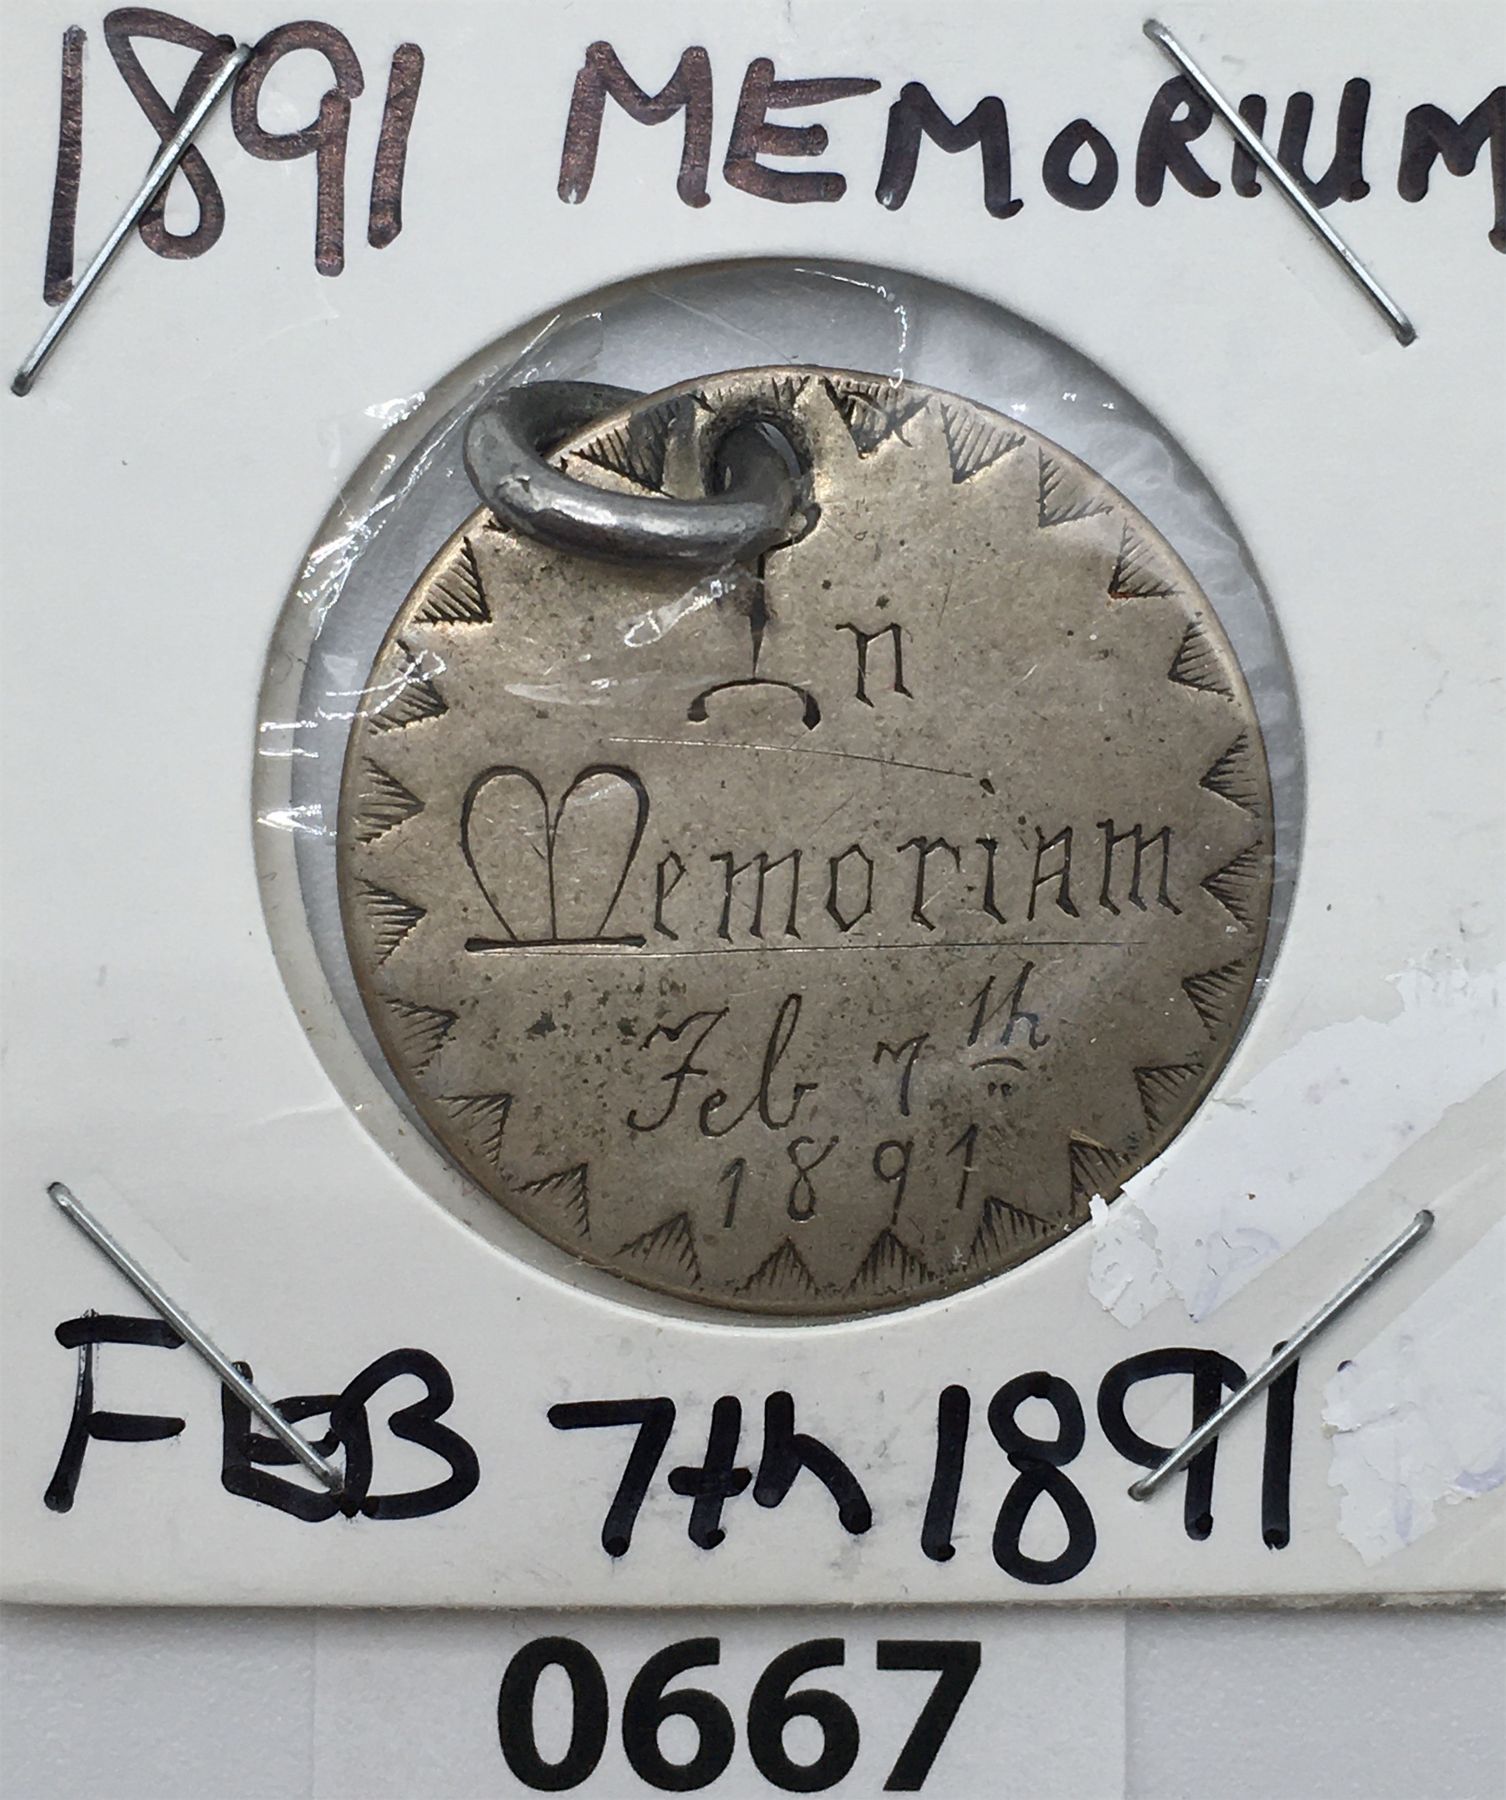 1891 MEMORIUM
In
Memoriam
Feb 7th
1891
FEB 7th 1891
0667